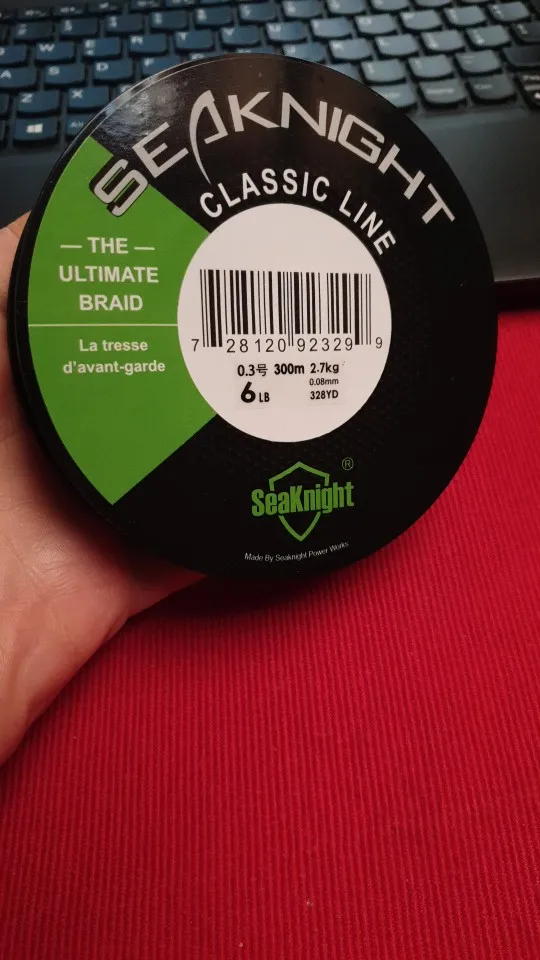 SEAKNIGHT
CLASSIC LINE
— THE —
ULTIMATE
BRAID
La tresse
d'avant-garde
7 28120 92329 9
0.3号 300m 2.7kg
0.08mm
6 LB 328YD
®
SeaKnight
Made By Seaknight Power Works